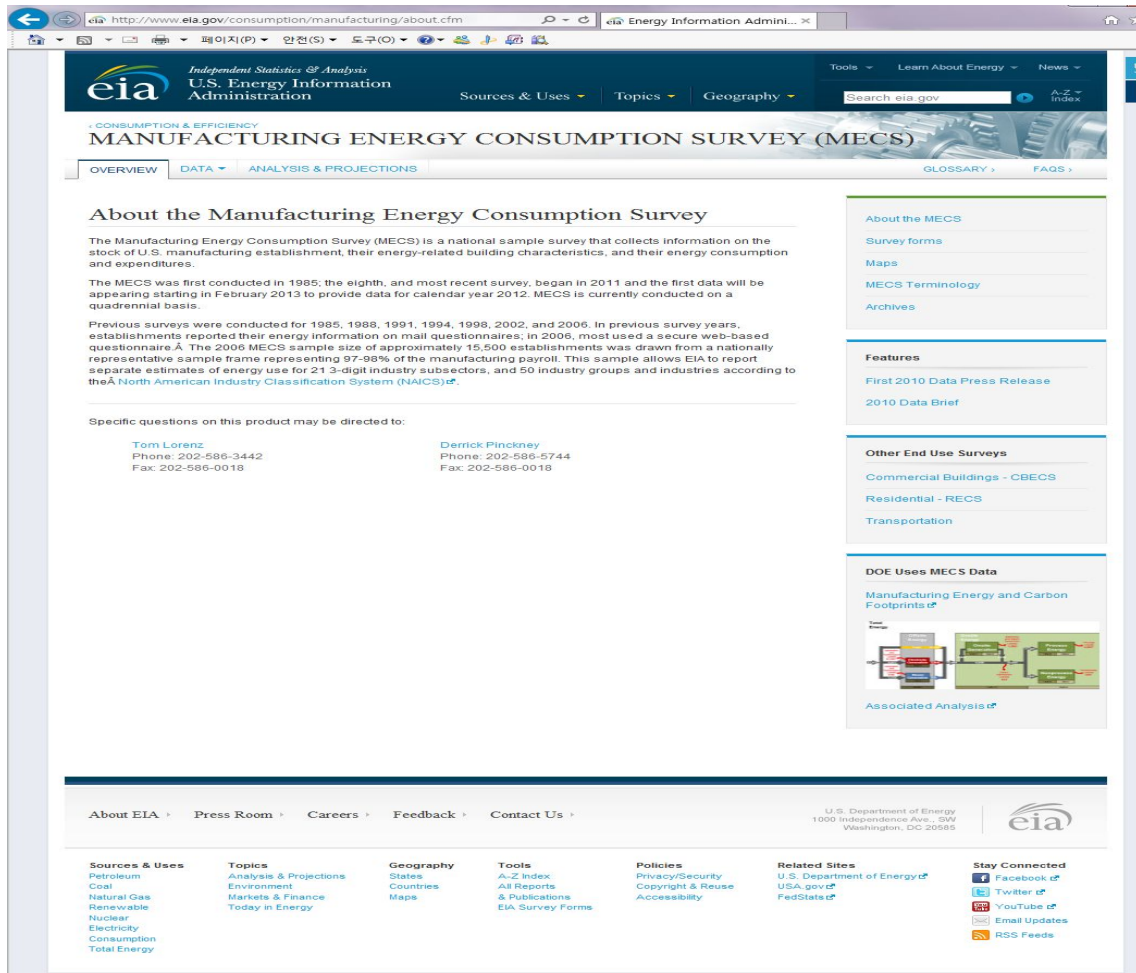 http://www.eia.gov/consumption/manufacturing/about.cfm
Energy Information Admini...
페이지(P) 안전(S) 도구(O)
eia
Independent Statistics & Analysis
U.S. Energy Information
Administration
Sources & Uses Topics Geography
Tools Learn About Energy News
Search eia.gov
A-Z
Index
‹ CONSUMPTION & EFFICIENCY
MANUFACTURING ENERGY CONSUMPTION SURVEY (MECS)
OVERVIEW DATA ANALYSIS & PROJECTIONS GLOSSARY › FAQS ›
About the Manufacturing Energy Consumption Survey
The Manufacturing Energy Consumption Survey (MECS) is a national sample survey that collects information on the
stock of U.S. manufacturing establishment, their energy-related building characteristics, and their energy consumption
and expenditures.
The MECS was first conducted in 1985; the eighth, and most recent survey, began in 2011 and the first data will be
appearing starting in February 2013 to provide data for calendar year 2012. MECS is currently conducted on a
quadrennial basis.
Previous surveys were conducted for 1985, 1988, 1991, 1994, 1998, 2002, and 2006. In previous survey years,
establishments reported their energy information on mail questionnaires; in 2006, most used a secure web-based
questionnaire.Â The 2006 MECS sample size of approximately 15,500 establishments was drawn from a nationally
representative sample frame representing 97-98% of the manufacturing payroll. This sample allows EIA to report
separate estimates of energy use for 21 3-digit industry subsectors, and 50 industry groups and industries according to
theÂ North American Industry Classification System (NAICS).
Specific questions on this product may be directed to:
Tom Lorenz
Phone: 202-586-3442
Fax: 202-586-0018
Derrick Pinckney
Phone: 202-586-5744
Fax: 202-586-0018
About the MECS
Survey forms
Maps
MECS Terminology
Archives
Features
First 2010 Data Press Release
2010 Data Brief
Other End Use Surveys
Commercial Buildings - CBECS
Residential - RECS
Transportation
DOE Uses MECS Data
Manufacturing Energy and Carbon
Footprints
Total
Energy
Associated Analysis
About EIA › Press Room › Careers › Feedback › Contact Us ›
U.S. Department of Energy
1000 Independence Ave., SW
Washington, DC 20585
eia
Sources & Uses
Petroleum
Coal
Natural Gas
Renewable
Nuclear
Electricity
Consumption
Total Energy
Topics
Analysis & Projections
Environment
Markets & Finance
Today in Energy
Geography
States
Countries
Maps
Tools
A-Z Index
All Reports
& Publications
EIA Survey Forms
Policies
Privacy/Security
Copyright & Reuse
Accessibility
Related Sites
U.S. Department of Energy
USA.gov
FedStats
Stay Connected
Facebook
Twitter
YouTube
Email Updates
RSS Feeds